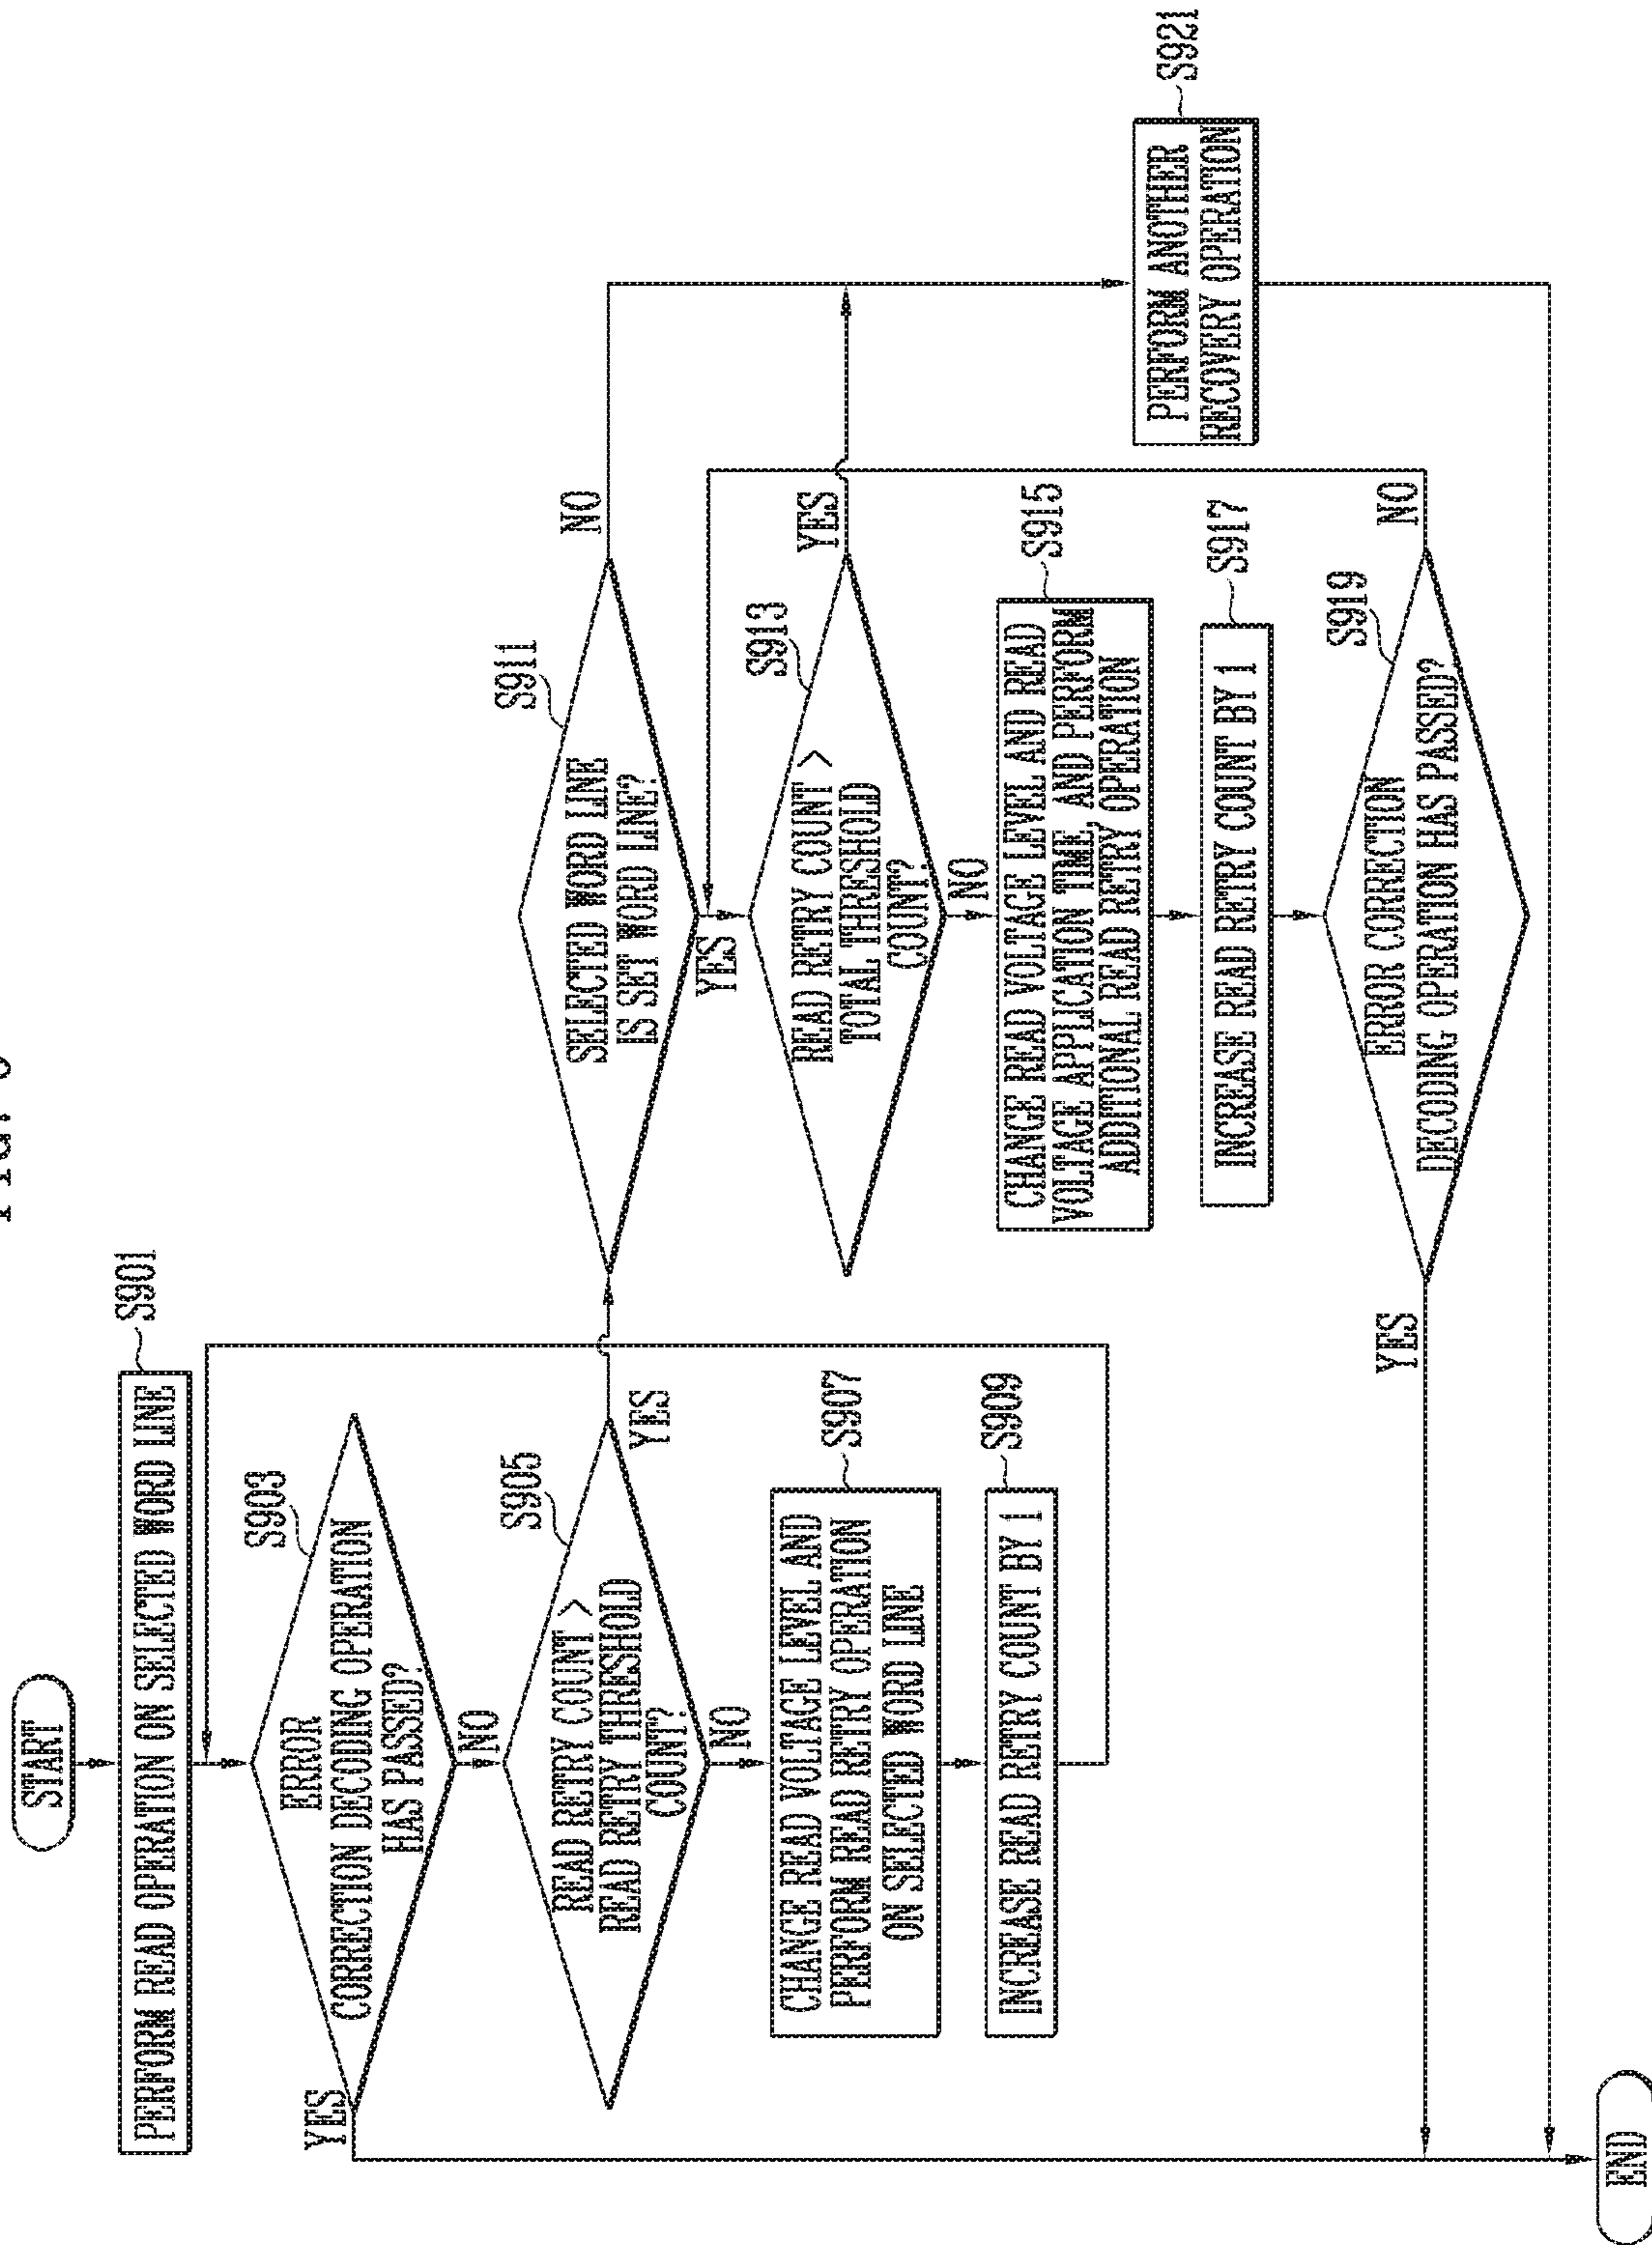 START
PERFORM READ OPERATION ON SELECTED WORD LINE
S901
ERROR
CORRECTION DECODING OPERATION
HAS PASSED?
S903
YES
NO
READ RETRY COUNT >
READ RETRY THRESHOLD
COUNT?
S905
YES
NO
CHANGE READ VOLTAGE LEVEL AND
PERFORM READ RETRY OPERATION
ON SELECTED WORD LINE
S907
INCREASE READ RETRY COUNT BY 1
S909
SELECTED WORD LINE
IS SET WORD LINE?
S911
NO
YES
READ RETRY COUNT >
TOTAL THRESHOLD
COUNT?
S913
YES
NO
CHANGE READ VOLTAGE LEVEL AND READ
VOLTAGE APPLICATION TIME, AND PERFORM
ADDITIONAL READ RETRY OPERATION
S915
INCREASE READ RETRY COUNT BY 1
S917
ERROR CORRECTION
DECODING OPERATION HAS PASSED?
S919
YES
NO
PERFORM ANOTHER
RECOVERY OPERATION
S921
END